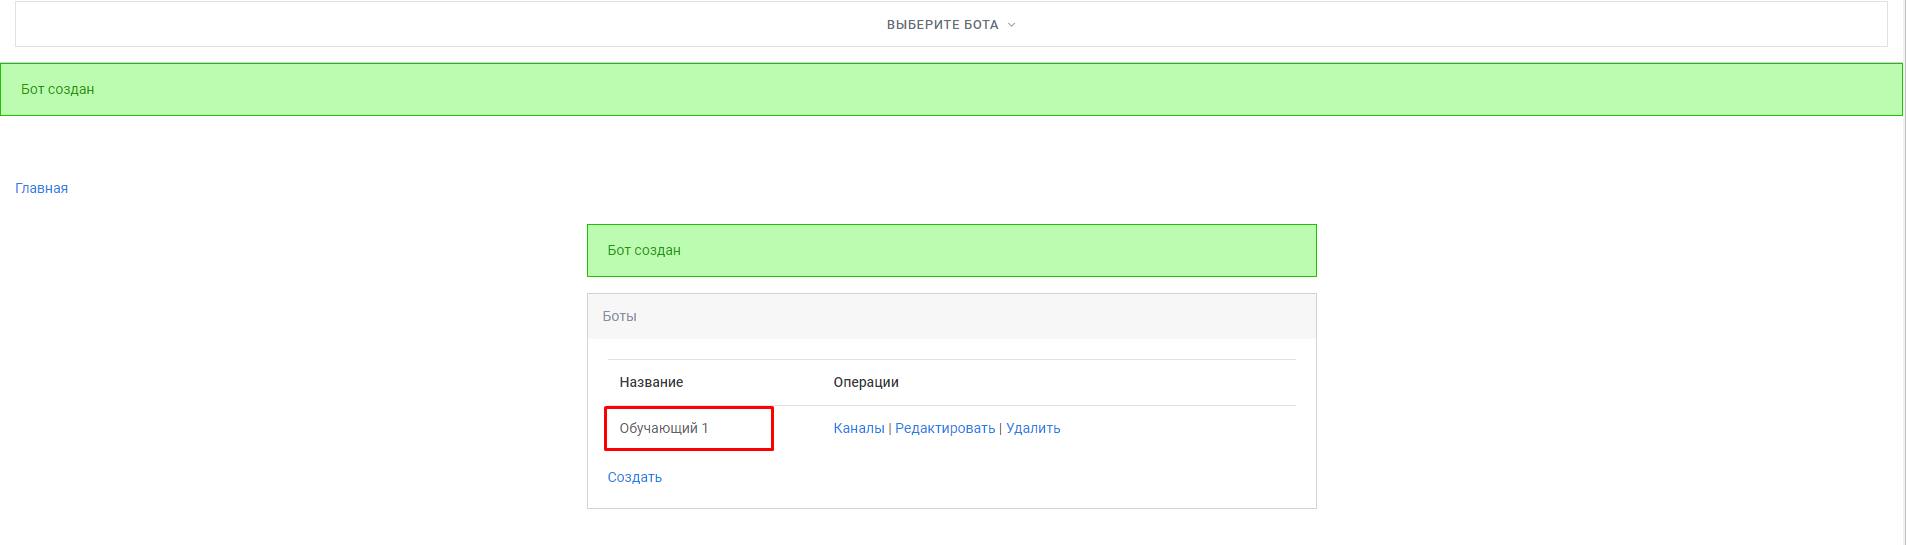 ВЫБЕРИТЕ БОТА
Бот создан
Главная
Бот создан
Боты
Название Операции
Обучающий 1 Каналы | Редактировать | Удалить
Создать